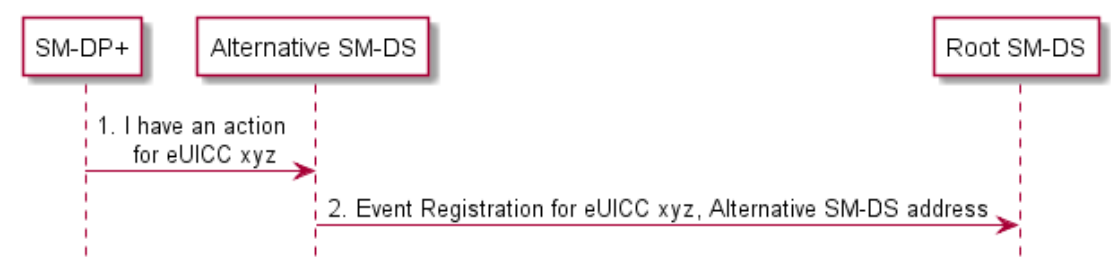 SM-DP+
Alternative SM-DS
Root SM-DS
1. I have an action
for eUICC xyz
2. Event Registration for eUICC xyz, Alternative SM-DS address